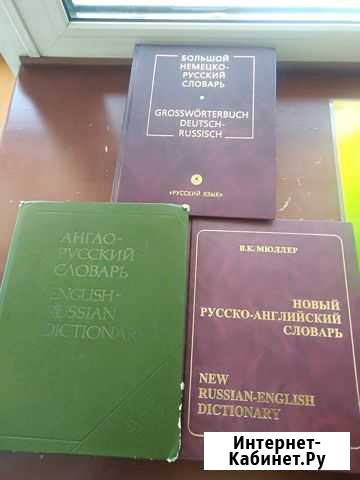 БОЛЬШОЙ
НЕМЕЦКО-
РУССКИЙ
СЛОВАРЬ
GROSSWÖRTERBUCH
DEUTSCH-
RUSSISCH
«РУССКИЙ ЯЗЫК»
АНГЛО-
РУССКИЙ
СЛОВАРЬ
ENGLISH-
RUSSIAN
DICTIONARY
В.К. МЮЛЛЕР
НОВЫЙ
РУССКО-АНГЛИЙСКИЙ
СЛОВАРЬ
NEW
RUSSIAN-ENGLISH
DICTIONARY
Интернет-
Кабинет.Ру